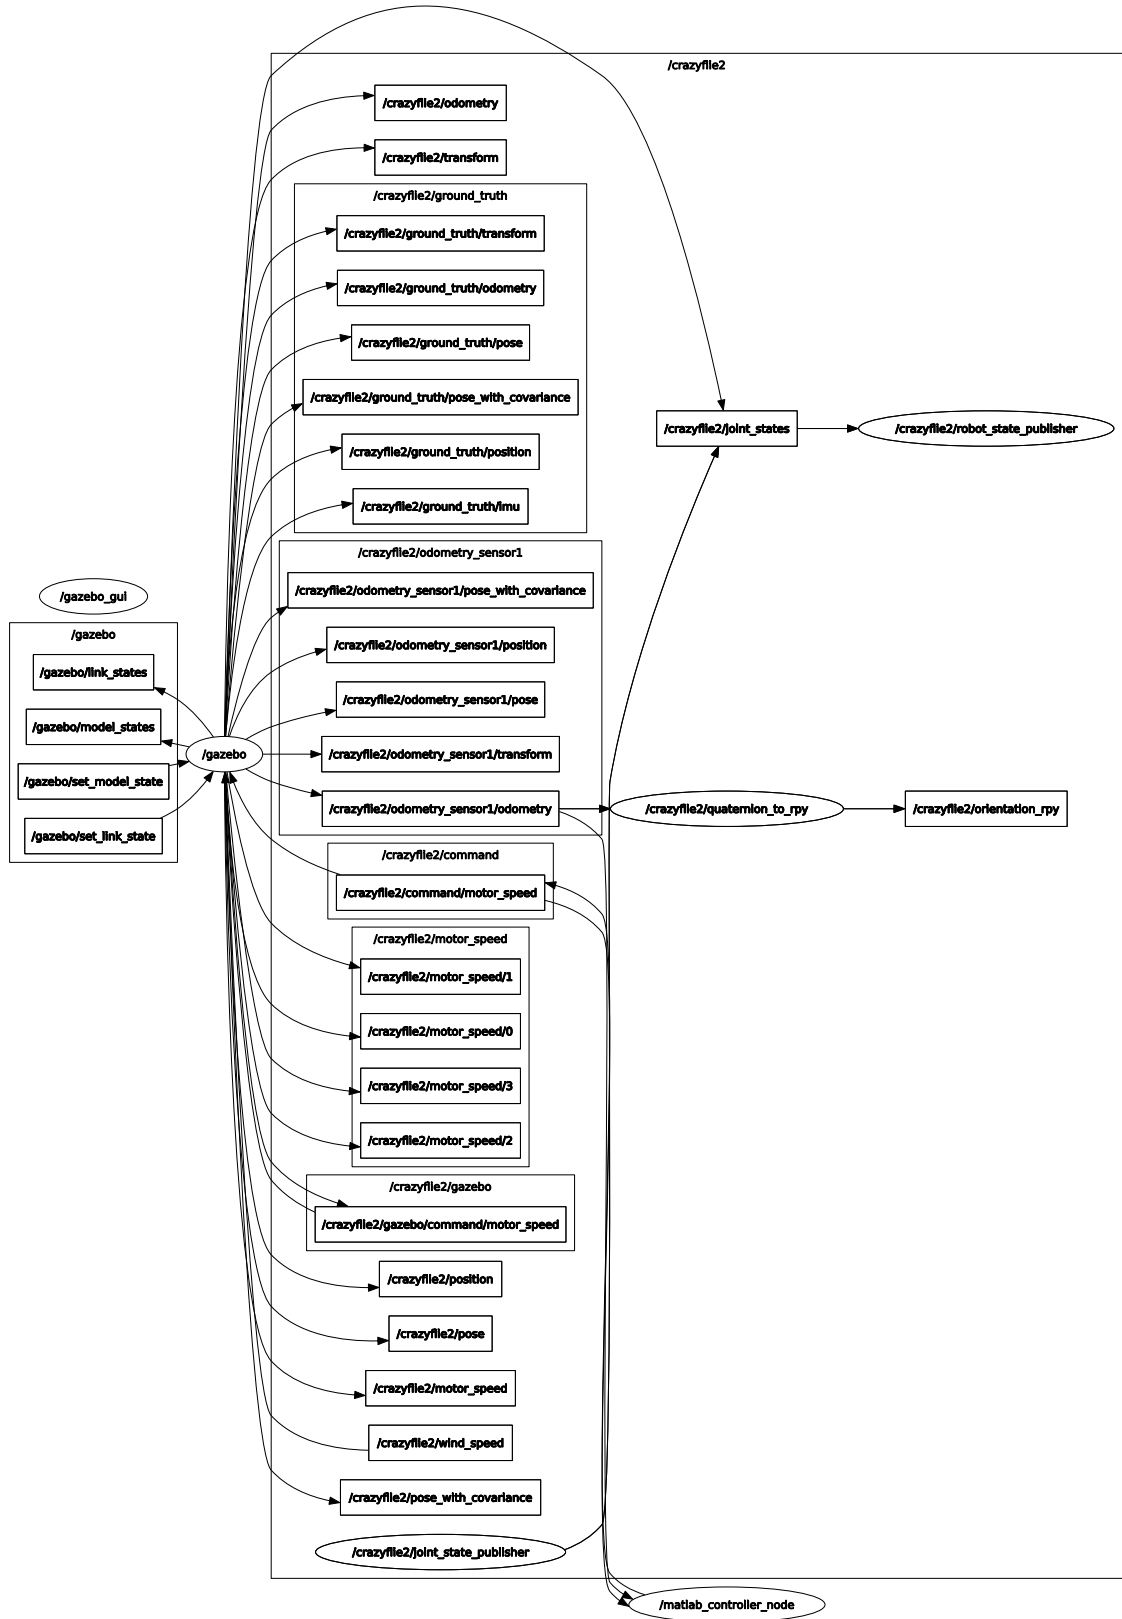 /crazyflie2
/crazyflie2/odometry
/crazyflie2/transform
/crazyflie2/ground_truth
/crazyflie2/ground_truth/transform
/crazyflie2/ground_truth/odometry
/crazyflie2/ground_truth/pose
/crazyflie2/ground_truth/pose_with_covariance
/crazyflie2/joint_states
/crazyflie2/robot_state_publisher
/crazyflie2/ground_truth/position
/crazyflie2/ground_truth/imu
/crazyflie2/odometry_sensor1
/crazyflie2/odometry_sensor1/pose_with_covariance
/gazebo_gui
/gazebo
/crazyflie2/odometry_sensor1/position
/gazebo/link_states
/crazyflie2/odometry_sensor1/pose
/gazebo/model_states
/gazebo
/crazyflie2/odometry_sensor1/transform
/gazebo/set_model_state
/crazyflie2/odometry_sensor1/odometry
/crazyflie2/quaternion_to_rpy
/crazyflie2/orientation_rpy
/gazebo/set_link_state
/crazyflie2/command
/crazyflie2/command/motor_speed
/crazyflie2/motor_speed
/crazyflie2/motor_speed/1
/crazyflie2/motor_speed/0
/crazyflie2/motor_speed/3
/crazyflie2/motor_speed/2
/crazyflie2/gazebo
/crazyflie2/gazebo/command/motor_speed
/crazyflie2/position
/crazyflie2/pose
/crazyflie2/motor_speed
/crazyflie2/wind_speed
/crazyflie2/pose_with_covariance
/crazyflie2/joint_state_publisher
/matlab_controller_node